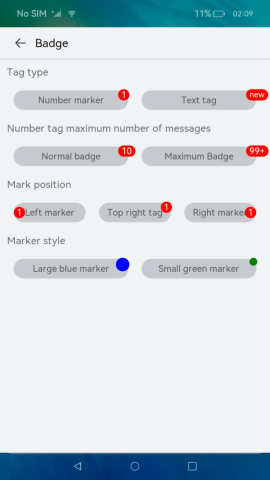 No SIM 11% 02:09
Badge
Tag type
Number marker 1 Text tag new
Number tag maximum number of messages
Normal badge 10 Maximum Badge 99+
Mark position
1 Left marker Top right tag 1 Right marker 1
Marker style
Large blue marker Small green marker